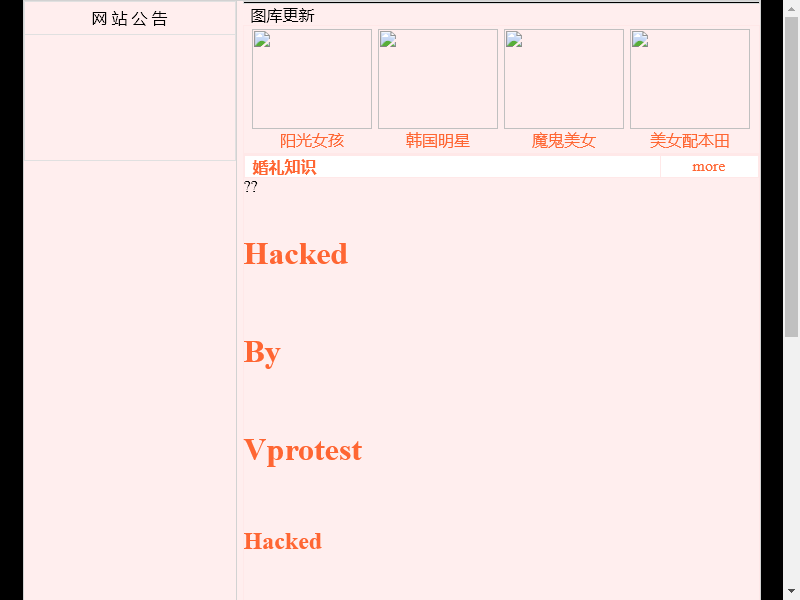 网 站 公 告
图库更新
阳光女孩 韩国明星 魔鬼美女 美女配本田
婚礼知识 more
??
Hacked
By
Vprotest
Hacked